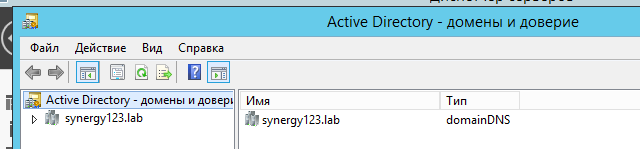 Диспетчер серверов
Active Directory - домены и доверие
Файл Действие Вид Справка
Active Directory - домены и довери
synergy123.lab
Имя Тип
synergy123.lab domainDNS